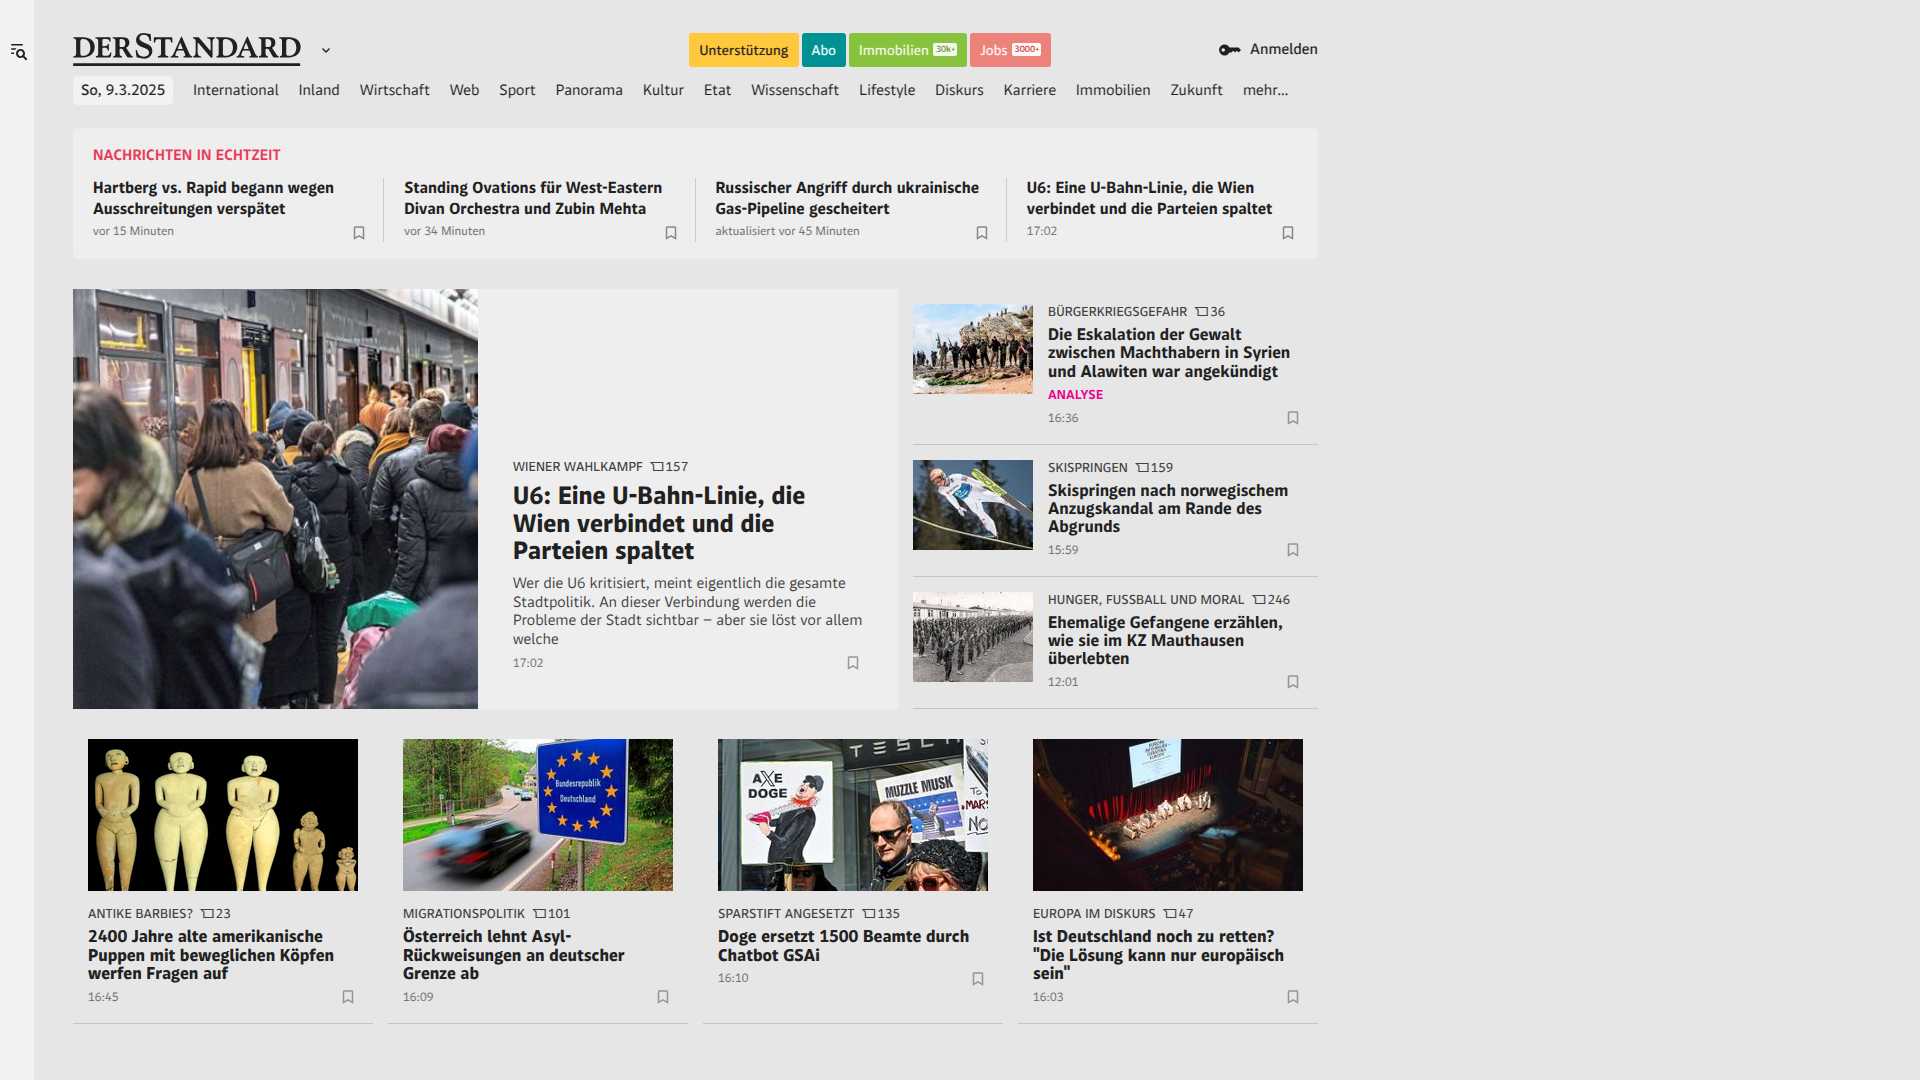 DERSTANDARD
Unterstützung
Abo
Immobilien 30k+
Jobs 3000+
Anmelden
So, 9.3.2025
International
Inland
Wirtschaft
Web
Sport
Panorama
Kultur
Etat
Wissenschaft
Lifestyle
Diskurs
Karriere
Immobilien
Zukunft
mehr...
NACHRICHTEN IN ECHTZEIT
Hartberg vs. Rapid begann wegen
Ausschreitungen verspätet
vor 15 Minuten
Standing Ovations für West-Eastern
Divan Orchestra und Zubin Mehta
vor 34 Minuten
Russischer Angriff durch ukrainische
Gas-Pipeline gescheitert
aktualisiert vor 45 Minuten
U6: Eine U-Bahn-Linie, die Wien
verbindet und die Parteien spaltet
17:02
WIENER WAHLKAMPF 157
U6: Eine U-Bahn-Linie, die
Wien verbindet und die
Parteien spaltet
Wer die U6 kritisiert, meint eigentlich die gesamte
Stadtpolitik. An dieser Verbindung werden die
Probleme der Stadt sichtbar – aber sie löst vor allem
welche
17:02
BÜRGERKRIEGSGEFAHR 36
Die Eskalation der Gewalt
zwischen Machthabern in Syrien
und Alawiten war angekündigt
ANALYSE
16:36
SKISPRINGEN 159
Skispringen nach norwegischem
Anzugskandal am Rande des
Abgrunds
15:59
HUNGER, FUSSBALL UND MORAL 246
Ehemalige Gefangene erzählen,
wie sie im KZ Mauthausen
überlebten
12:01
ANTIKE BARBIES? 23
2400 Jahre alte amerikanische
Puppen mit beweglichen Köpfen
werfen Fragen auf
16:45
Bundesrepublik
Deutschland
MIGRATIONSPOLITIK 101
Österreich lehnt Asyl-
Rückweisungen an deutscher
Grenze ab
16:09
TESL
AXE
DOGE
MUZZLE MUSK
TO
MARS
NO
SPARSTIFT ANGESETZT 135
Doge ersetzt 1500 Beamte durch
Chatbot GSAi
16:10
EUROPA IM DISKURS 47
Ist Deutschland noch zu retten?
"Die Lösung kann nur europäisch
sein"
16:03